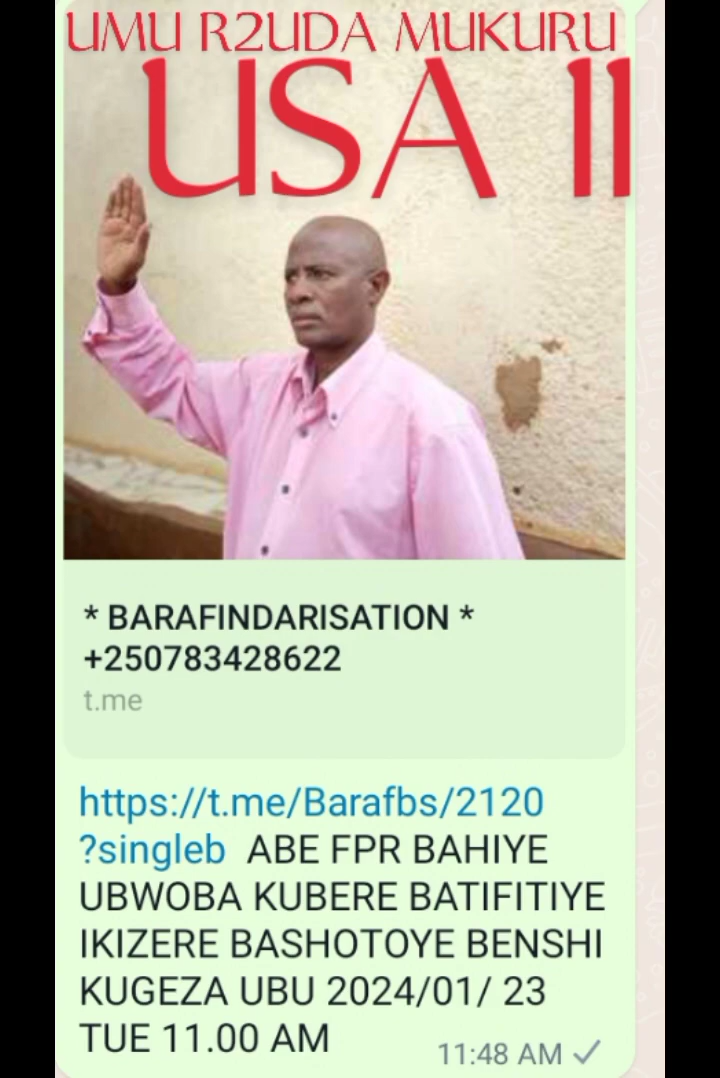 UMU R2UDA MUKURU
USA II
* BARAFINDARISATION *
+250783428622
t.me
https://t.me/Barafbs/2120
?singleb ABE FPR BAHIYE
UBWOBA KUBERE BATIFITIYE
IKIZERE BASHOTOYE BENSHI
KUGEZA UBU 2024/01/ 23
TUE 11.00 AM
11:48 AM